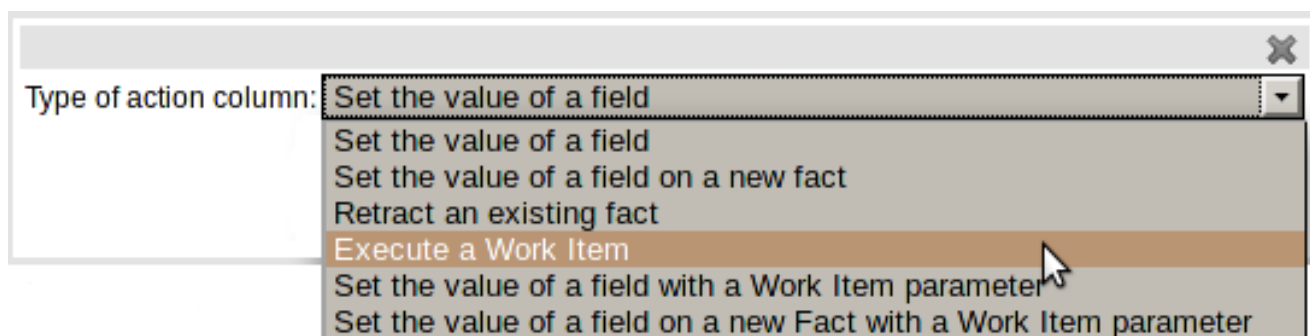 Type of action column: Set the value of a field
Set the value of a field
Set the value of a field on a new fact
Retract an existing fact
Execute a Work Item
Set the value of a field with a Work Item parameter
Set the value of a field on a new Fact with a Work Item parameter